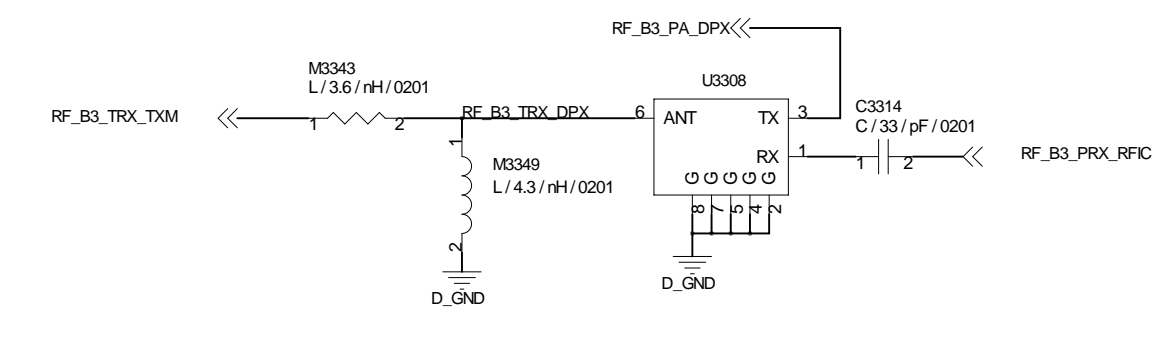 RF_B3_PA_DPX
M3343
L / 3.6 / nH / 0201
U3308
C3314
C / 33 / pF / 0201
RF_B3_TRX_TXM
1
2
RF_B3_TRX_DPX
6
ANT
TX
3
RX
1
1
2
RF_B3_PRX_RFIC
1
M3349
L / 4.3 / nH / 0201
2
G G G G G
8 7 5 4 2
D_GND
D_GND